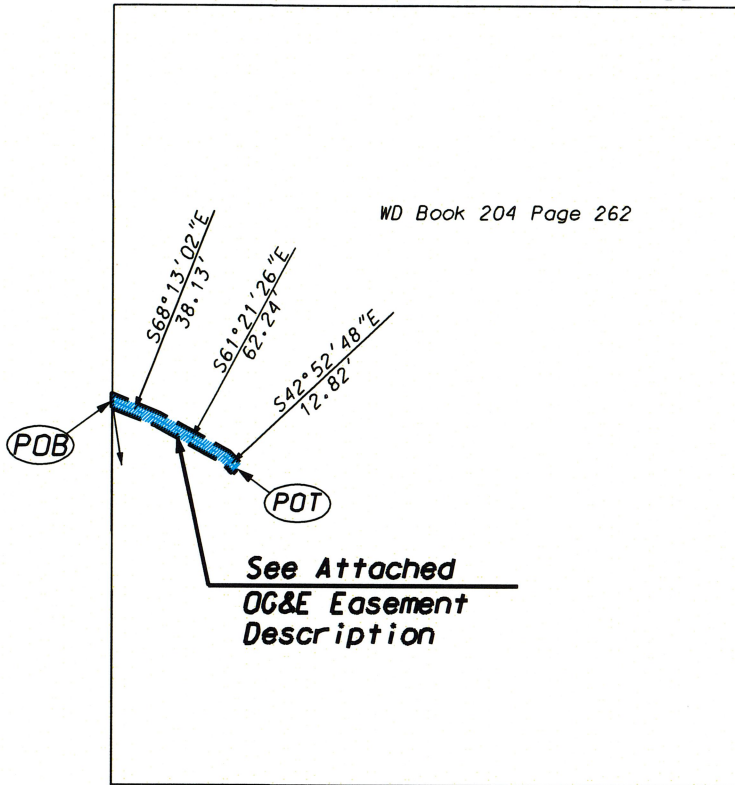 WD Book 204 Page 262
S68°13'02"E
38.13'
S61°21'26"E
62.24'
S42°52'48"E
12.82'
POB
POT
See Attached
OG&E Easement
Description